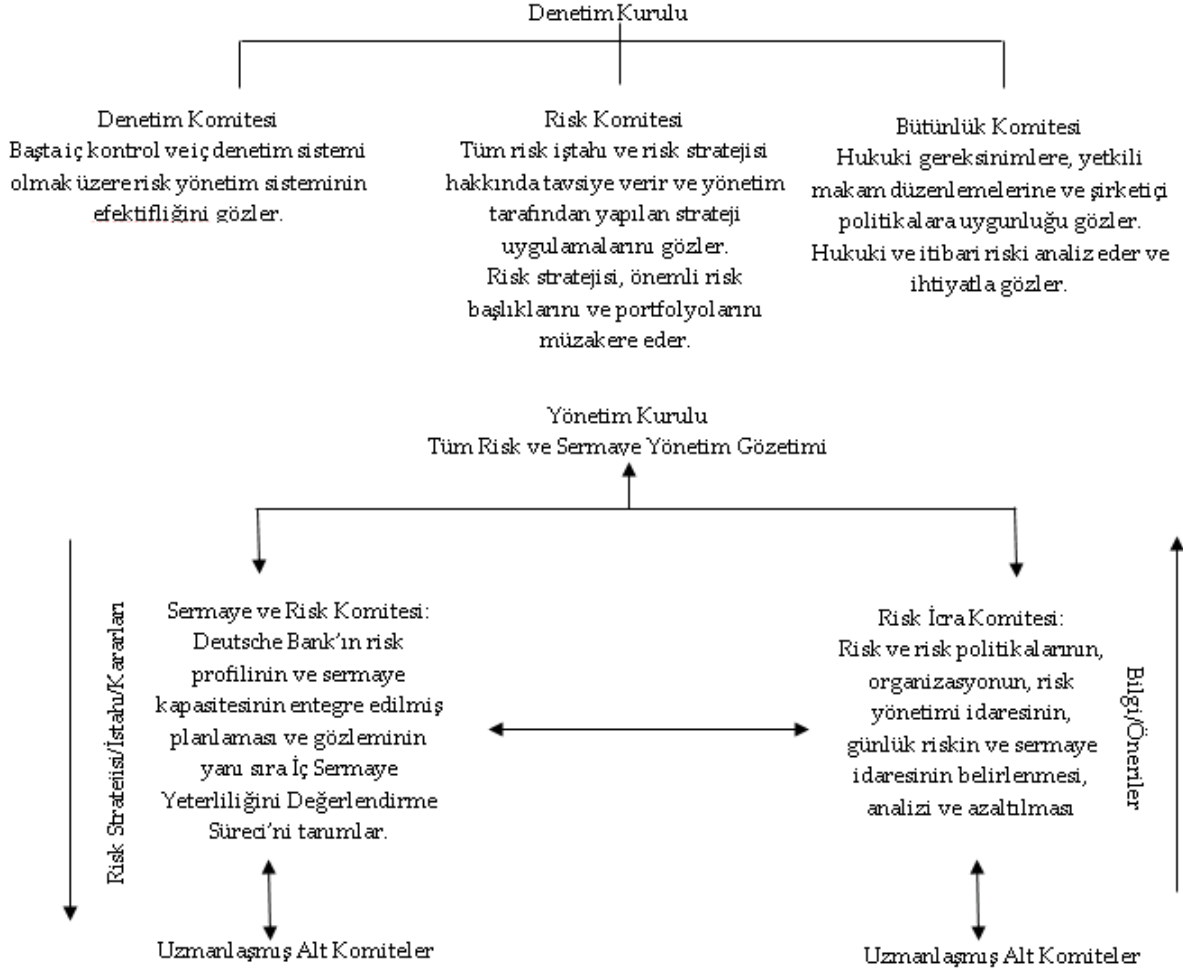 Denetim Kurulu
Denetim Komitesi
Başta iç kontrol ve iç denetim sistemi
olmak üzere risk yönetim sisteminin
efektifliğini gözler.
Risk Komitesi
Tüm risk iştahı ve risk stratejisi
hakkında tavsiye verir ve yönetim
tarafından yapılan strateji
uygulamalarını gözler.
Risk stratejisi, önemli risk
başlıklarını ve portfolyolarını
müzakere eder.
Bütünlük Komitesi
Hukuki gereksinimlere, yetkili
makam düzenlemelerine ve şirketiçi
politikalara uygunluğu gözler.
Hukuki ve itibari riski analiz eder ve
ihtiyatla gözler.
Yönetim Kurulu
Tüm Risk ve Sermaye Yönetim Gözetimi
Risk Stratejisi/İstahı/Kararları
Sermaye ve Risk Komitesi:
Deutsche Bank'ın risk
profilinin ve sermaye
kapasitesinin entegre edilmiş
planlaması ve gözleminin
yanı sıra İç Sermaye
Yeterliliğini Değerlendirme
Süreci'ni tanımlar.
Risk İcra Komitesi:
Risk ve risk politikalarının,
organizasyonun, risk
yönetimi idaresinin,
günlük riskin ve sermaye
idaresinin belirlenmesi,
analizi ve azaltılması
Bilgi/Öneriler
Uzmanlaşmış Alt Komiteler
Uzmanlaşmış Alt Komiteler